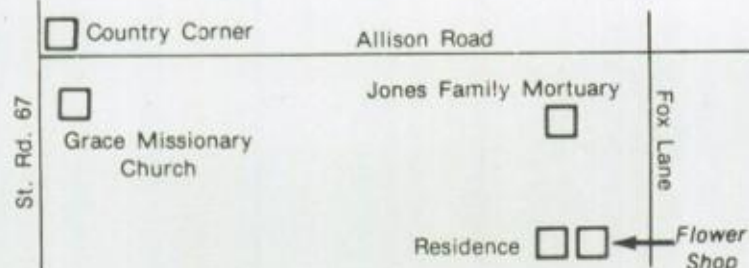 Country Corner
Allison Road
St. Rd. 67
Grace Missionary
Church
Jones Family Mortuary
Fox Lane
Residence
Flower
Shop